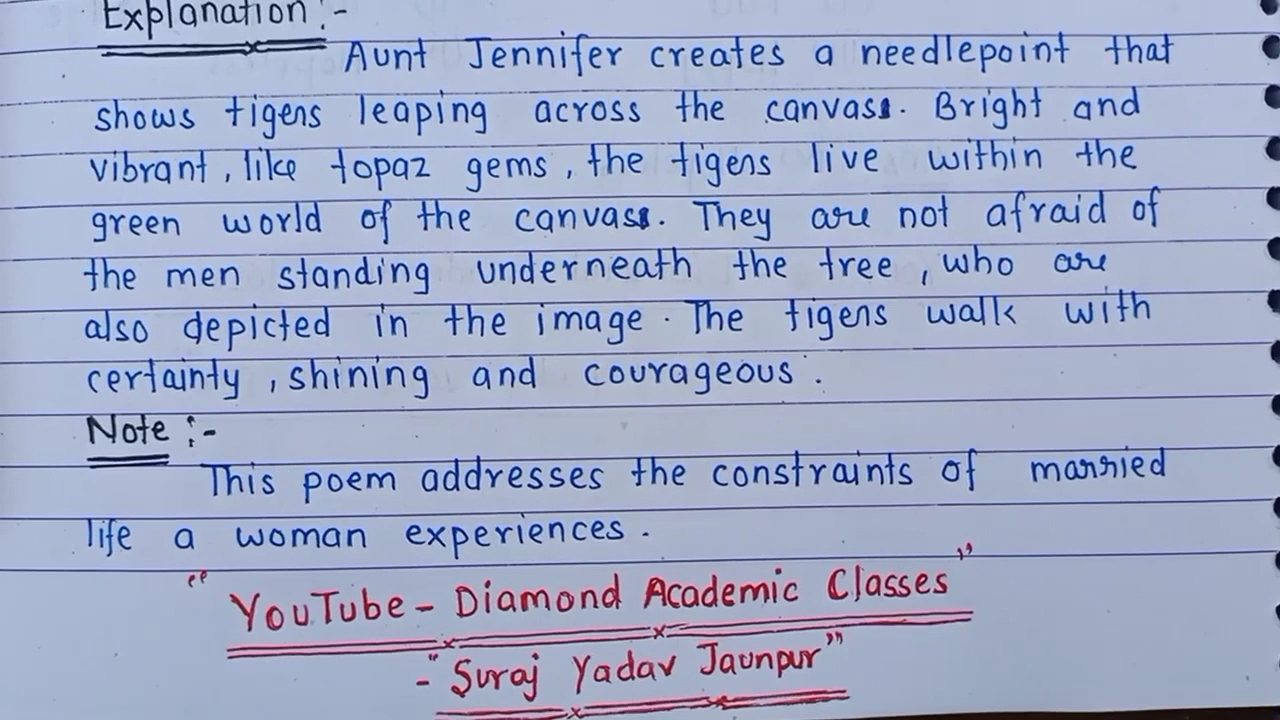 Explanation :-
Aunt Jennifer creates a needlepoint that
shows tigers leaping across the canvas. Bright and
vibrant, like topaz gems, the tigers live within the
green world of the canvas. They are not afraid of
the men standing underneath the tree, who are
also depicted in the image. The tigers walk with
certainty, shining and courageous.
Note :-
This poem addresses the constraints of married
life a woman experiences.
"YouTube - Diamond Academic Classes"
- "Suraj Yadav Jaunpur"